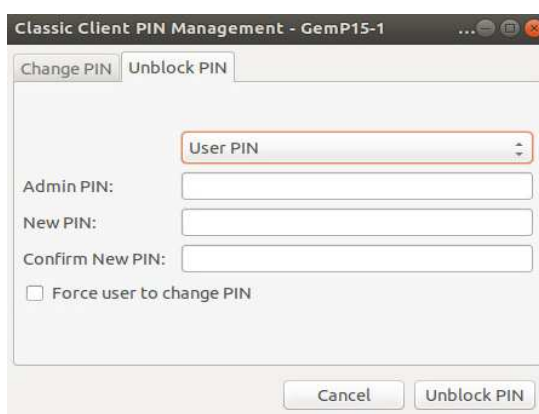 Classic Client PIN Management - GemP15-1 ...
Change PIN Unblock PIN
User PIN
Admin PIN:
New PIN:
Confirm New PIN:
Force user to change PIN
Cancel Unblock PIN